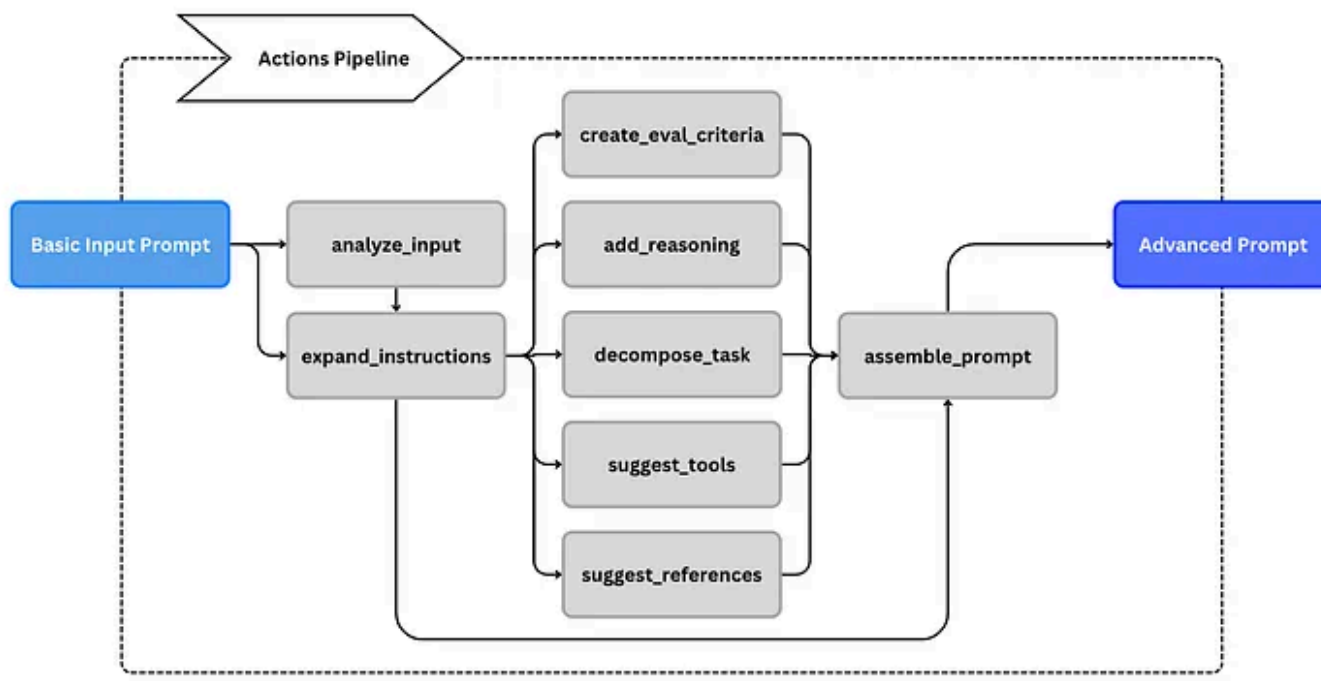 Actions Pipeline
Basic Input Prompt
analyze_input
expand_instructions
create_eval_criteria
add_reasoning
decompose_task
suggest_tools
suggest_references
assemble_prompt
Advanced Prompt